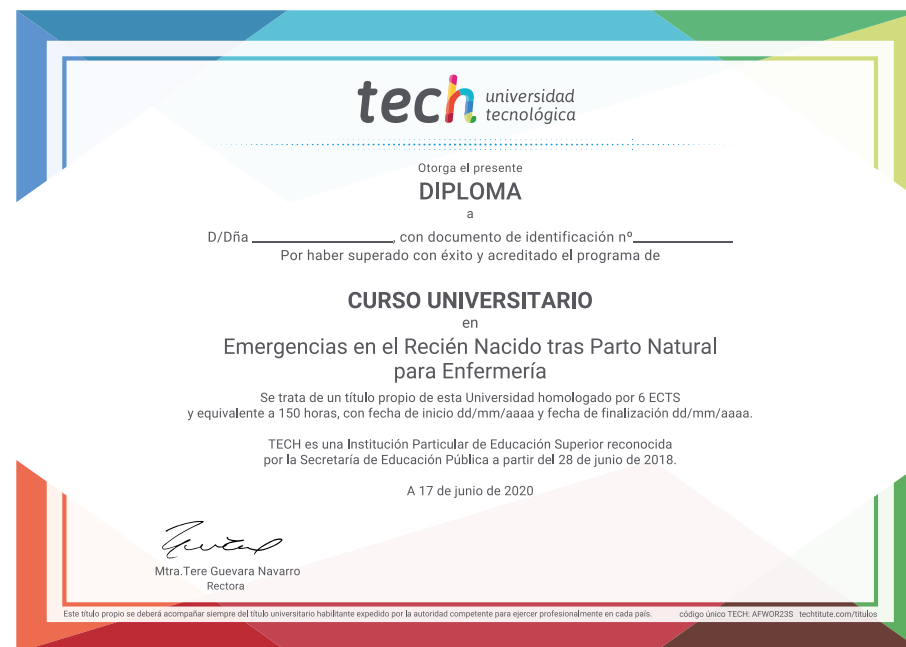 tech universidad
tecnológica
Otorga el presente
DIPLOMA
a
D/Dña ____________________, con documento de identificación nº______________
Por haber superado con éxito y acreditado el programa de
CURSO UNIVERSITARIO
en
Emergencias en el Recién Nacido tras Parto Natural
para Enfermería
Se trata de un título propio de esta Universidad homologado por 6 ECTS
y equivalente a 150 horas, con fecha de inicio dd/mm/aaaa y fecha de finalización dd/mm/aaaa.
TECH es una Institución Particular de Educación Superior reconocida
por la Secretaría de Educación Pública a partir del 28 de junio de 2018.
A 17 de junio de 2020
Mtra.Tere Guevara Navarro
Rectora
Este título propio se deberá acompañar siempre del título universitario habilitante expedido por la autoridad competente para ejercer profesionalmente en cada país. código único TECH: AFWOR23S techtitute.com/titulos